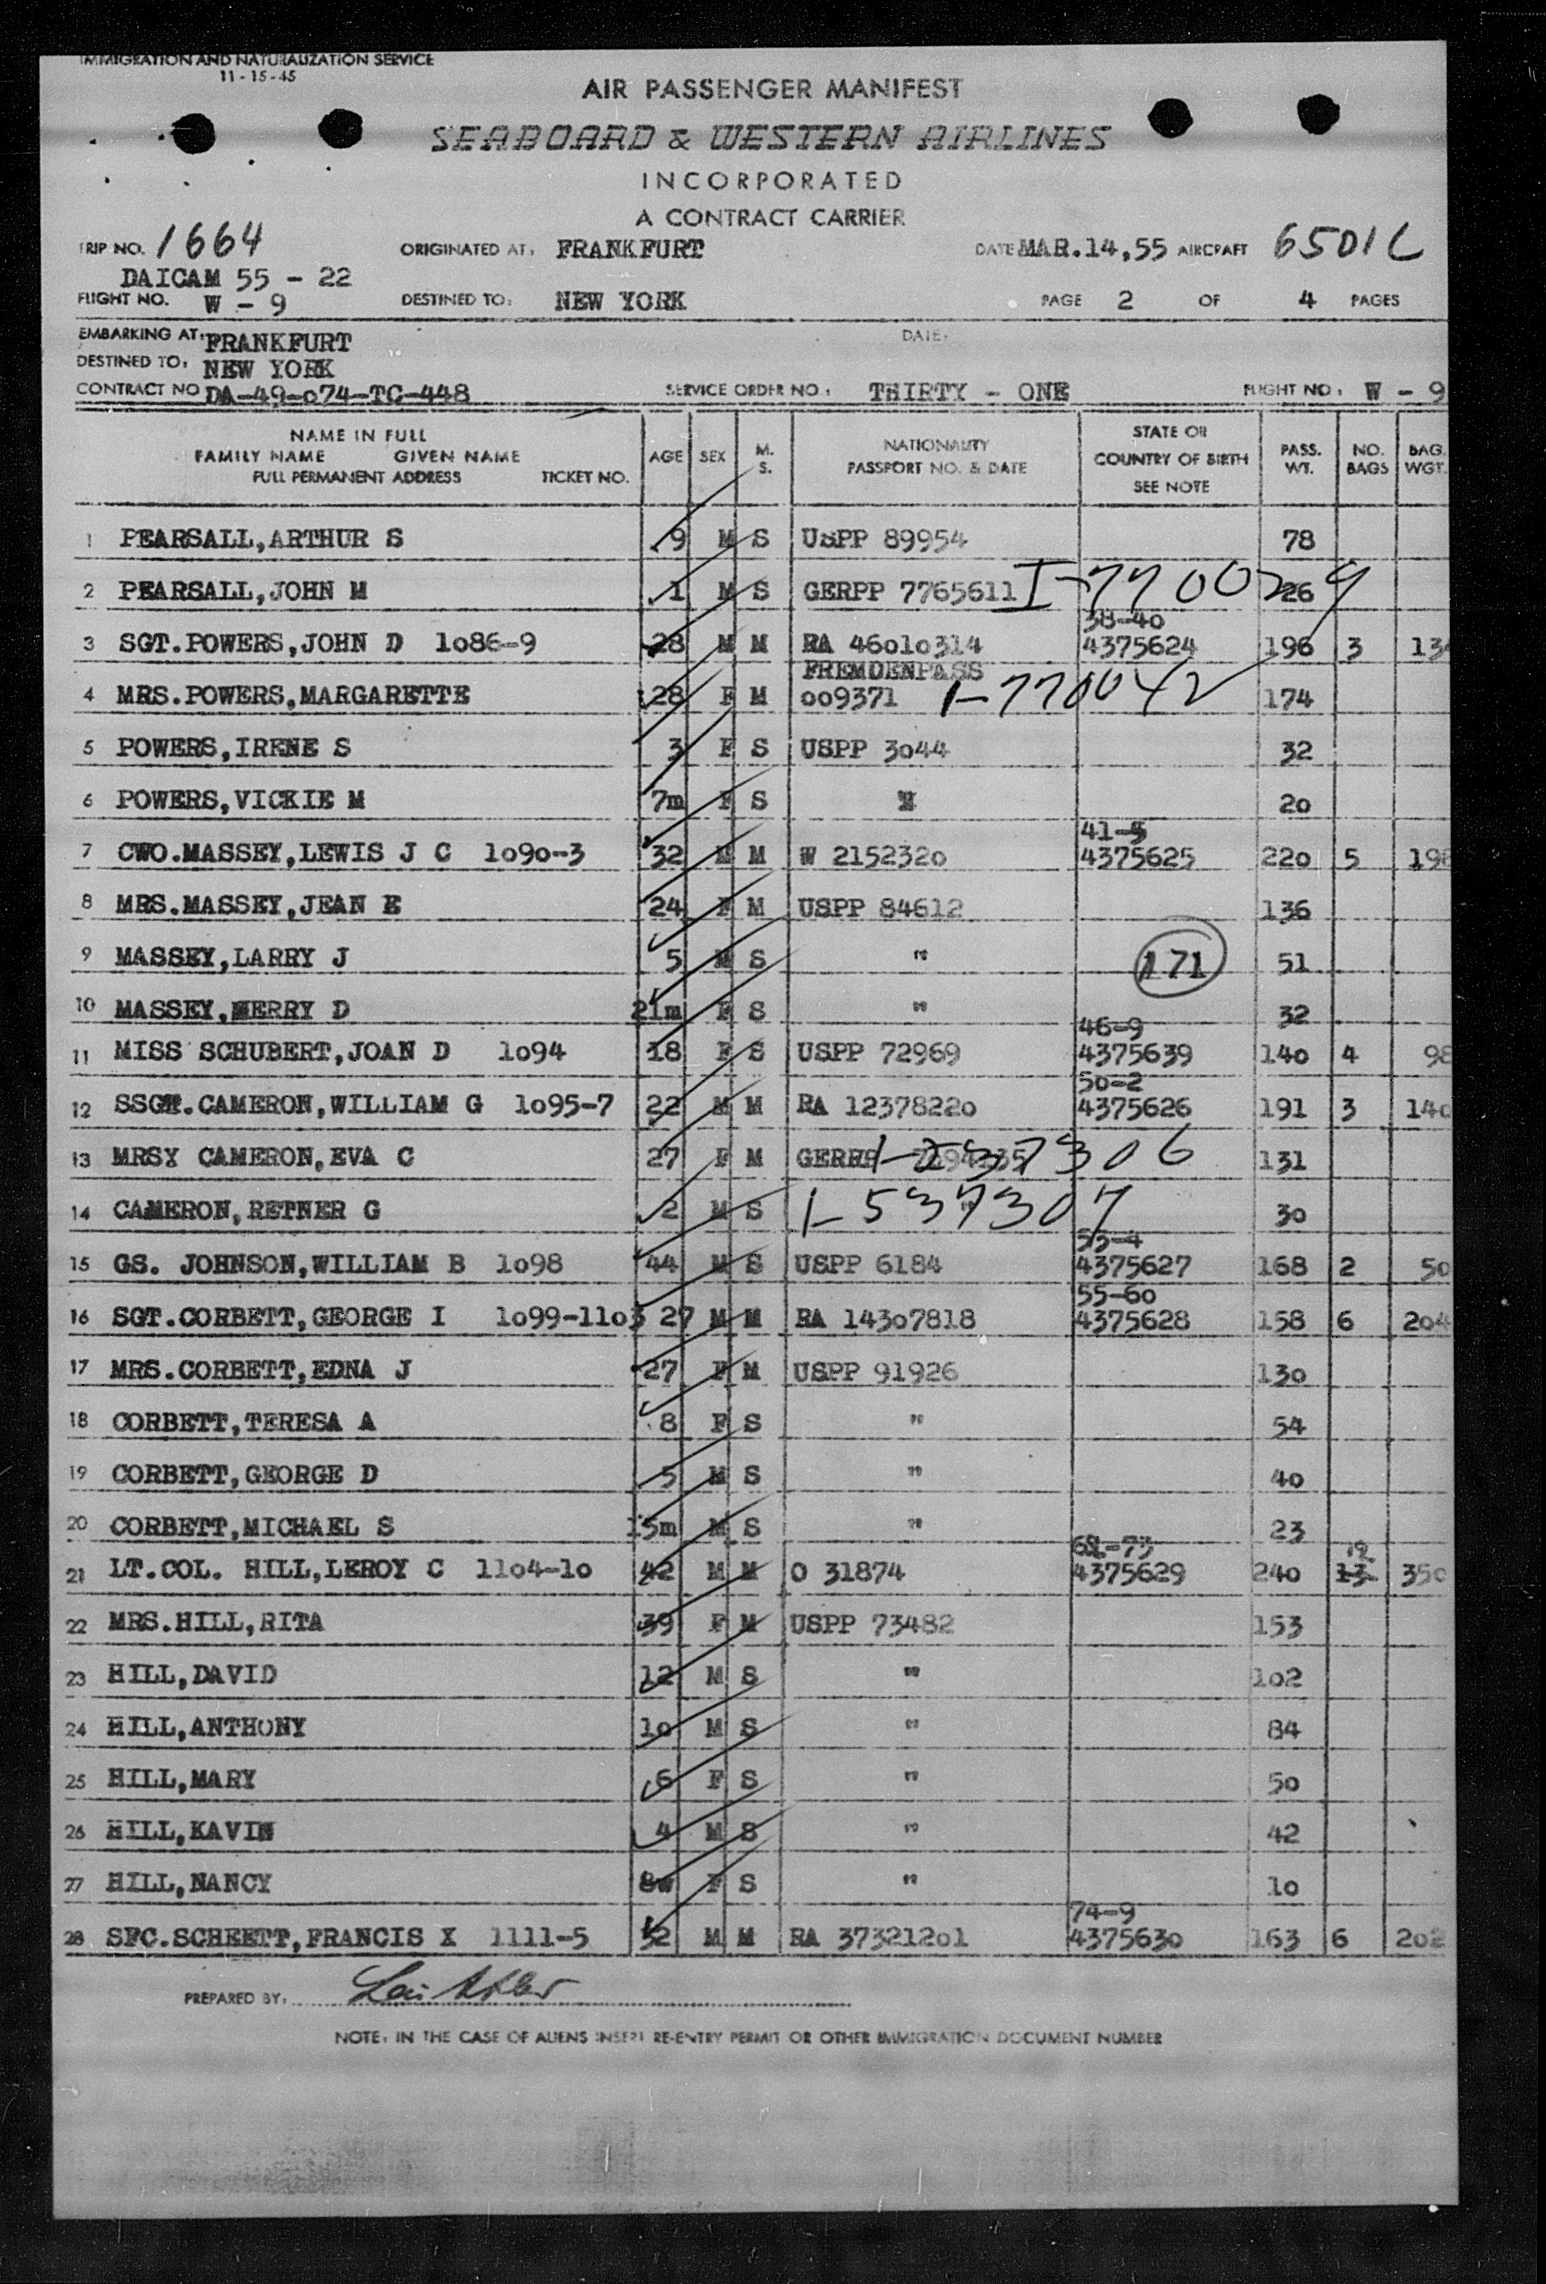 IMMIGRATION AND NATURALIZATION SERVICE
11-15-45
AIR PASSENGER MANIFEST
SEABOARD & WESTERN AIRLINES
INCORPORATED
A CONTRACT CARRIER
TRIP NO. 1664 ORIGINATED AT: FRANKFURT DATE MAR.14,55 AIRCRAFT 6501C
DAICAM 55 - 22
FLIGHT NO. W - 9 DESTINED TO: NEW YORK PAGE 2 OF 4 PAGES
EMBARKING AT: FRANKFURT DATE:
DESTINED TO: NEW YORK
CONTRACT NO DA-49-o74-TC-448 SERVICE ORDER NO: THIRTY - ONE FLIGHT NO: W - 9
NAME IN FULL
FAMILY NAME GIVEN NAME
FULL PERMANENT ADDRESS TICKET NO. AGE SEX M. S. NATIONALITY PASSPORT NO. & DATE STATE OR COUNTRY OF BIRTH SEE NOTE PASS. WT. NO. BAGS BAG. WGT.
1 PEARSALL,ARTHUR S 9 M S USPP 89954 78
2 PEARSALL,JOHN M 1 M S GERPP 7765611 I-770029 26
38-40
3 SGT.POWERS,JOHN D 1o86-9 28 M M RA 46o1o314 4375624 196 3
FREMDENPASS
4 MRS.POWERS,MARGARETTE 28 F M oo9371 1-770042 174
5 POWERS,IRENE S 3 F S USPP 3o44 32
6 POWERS,VICKIE M 7m F S 2o
41-5
7 CWO.MASSEY,LEWIS J C 1o9o-3 32 M M W 215232o 4375625 22o 5 198
8 MRS.MASSEY,JEAN E 24 F M USPP 84612 136
9 MASSEY,LARRY J 5 M S " 171 51
10 MASSEY,MERRY D 21m F S " 32
46-9
11 MISS SCHUBERT,JOAN D 1o94 18 F S USPP 72969 4375639 14o 4 98
50-2
12 SSGT.CAMERON,WILLIAM G 1o95-7 22 M M RA 1237822o 4375626 191 3 14o
13 MRSY CAMERON,EVA C 27 F M 131
14 CAMERON,RETNER G 2 M S 1-537307 3o
53-4
15 GS. JOHNSON,WILLIAM B 1o98 44 M S USPP 6184 4375627 168 2 5o
55-6o
16 SGT.CORBETT,GEORGE I 1o99-11o3 27 M M RA 143o7818 4375628 158 6 2o4
17 MRS.CORBETT,EDNA J 27 F M USPP 91926 13o
18 CORBETT,TERESA A 8 F S " 54
19 CORBETT,GEORGE D 5 M S " 4o
20 CORBETT,MICHAEL S 15m M S " 23
12
21 LT.COL. HILL,LEROY C 11o4-1o 42 M M O 31874 4375629 24o 13 35o
22 MRS.HILL,RITA 39 F M USPP 73482 153
23 HILL,DAVID 12 M S " 1o2
24 HILL,ANTHONY 1o M S " 84
25 HILL,MARY 6 F S " 5o
26 HILL,KAVIN 4 M S " 42
27 HILL,NANCY 8w F S " 1o
74-9
28 SFC.SCHEETT,FRANCIS X 1111-5 32 M M RA 373212o1 437563o 163 6 2o2
PREPARED BY:
NOTE: IN THE CASE OF ALIENS INSERT RE-ENTRY PERMIT OR OTHER IMMIGRATION DOCUMENT NUMBER